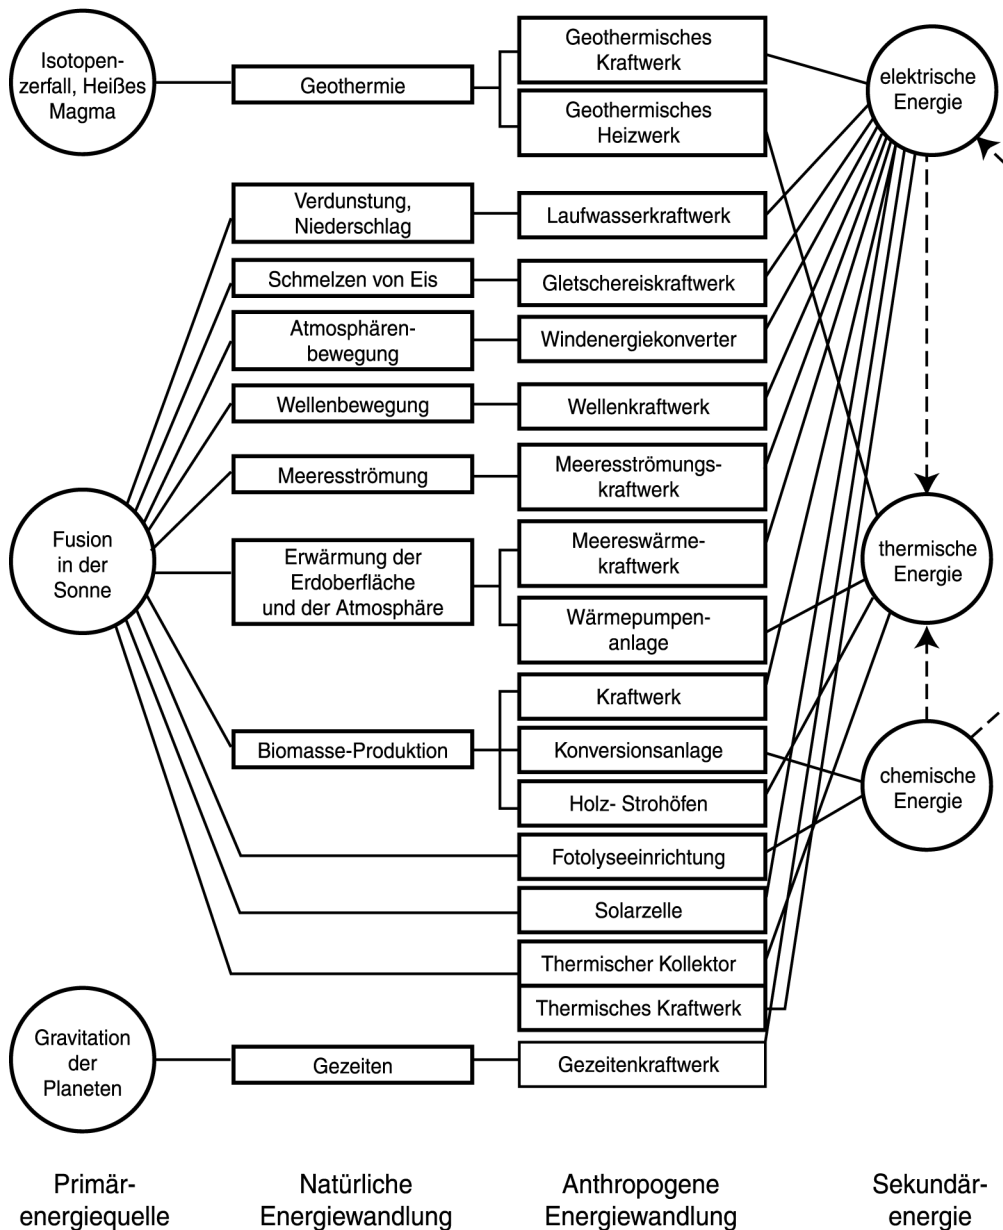 Isotopen-
zerfall, Heißes
Magma
Geothermie
Geothermisches
Kraftwerk
Geothermisches
Heizwerk
elektrische
Energie
Verdunstung,
Niederschlag
Laufwasserkraftwerk
Schmelzen von Eis
Gletschereiskraftwerk
Atmosphären-
bewegung
Windenergiekonverter
Wellenbewegung
Wellenkraftwerk
Meeresströmung
Meeresströmungs-
kraftwerk
Fusion
in der
Sonne
Erwärmung der
Erdoberfläche
und der Atmosphäre
Meereswärme-
kraftwerk
Wärmepumpen-
anlage
thermische
Energie
Biomasse-Produktion
Kraftwerk
Konversionsanlage
Holz- Strohöfen
chemische
Energie
Fotolyseeinrichtung
Solarzelle
Thermischer Kollektor
Thermisches Kraftwerk
Gravitation
der
Planeten
Gezeiten
Gezeitenkraftwerk
Primär-
energiequelle
Natürliche
Energiewandlung
Anthropogene
Energiewandlung
Sekundär-
energie